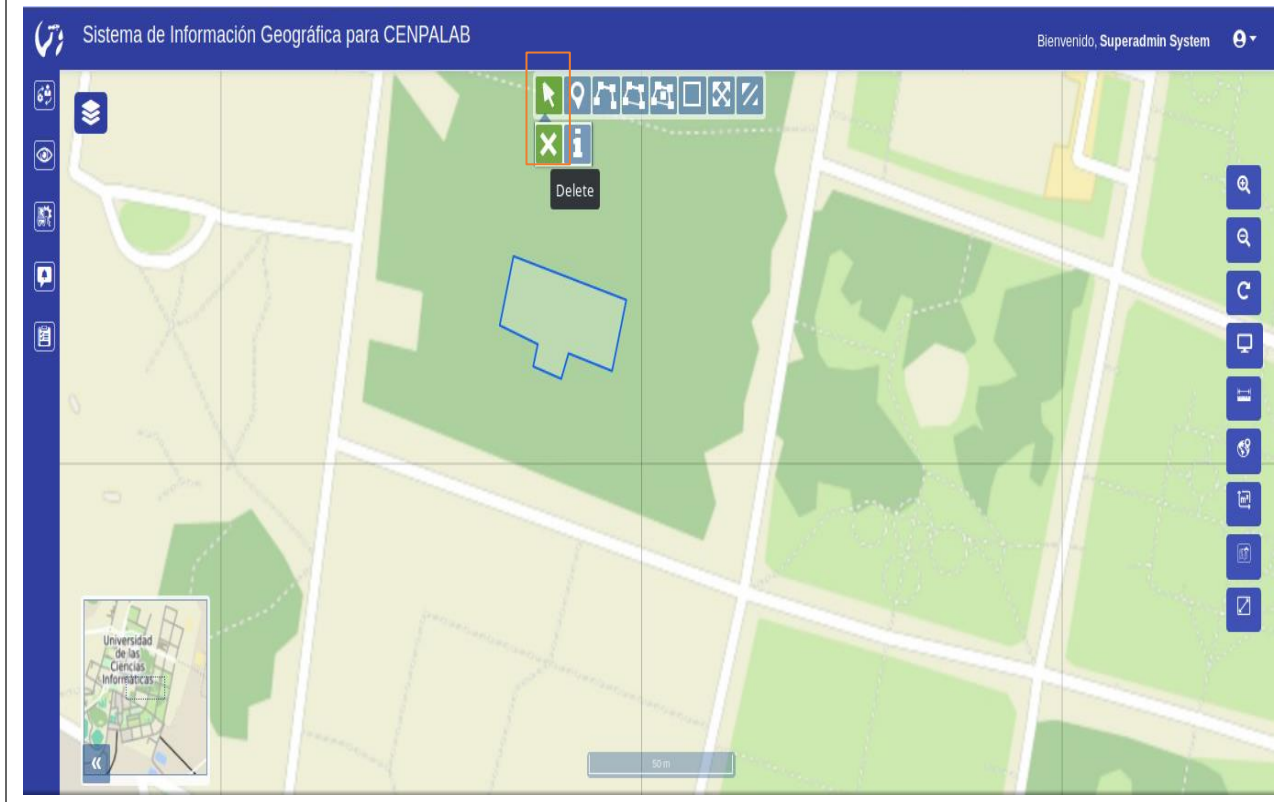 Sistema de Información Geográfica para CENPALAB
Bienvenido, Superadmin System
Delete
Universidad
de las
Ciencias
Informáticas
50 m